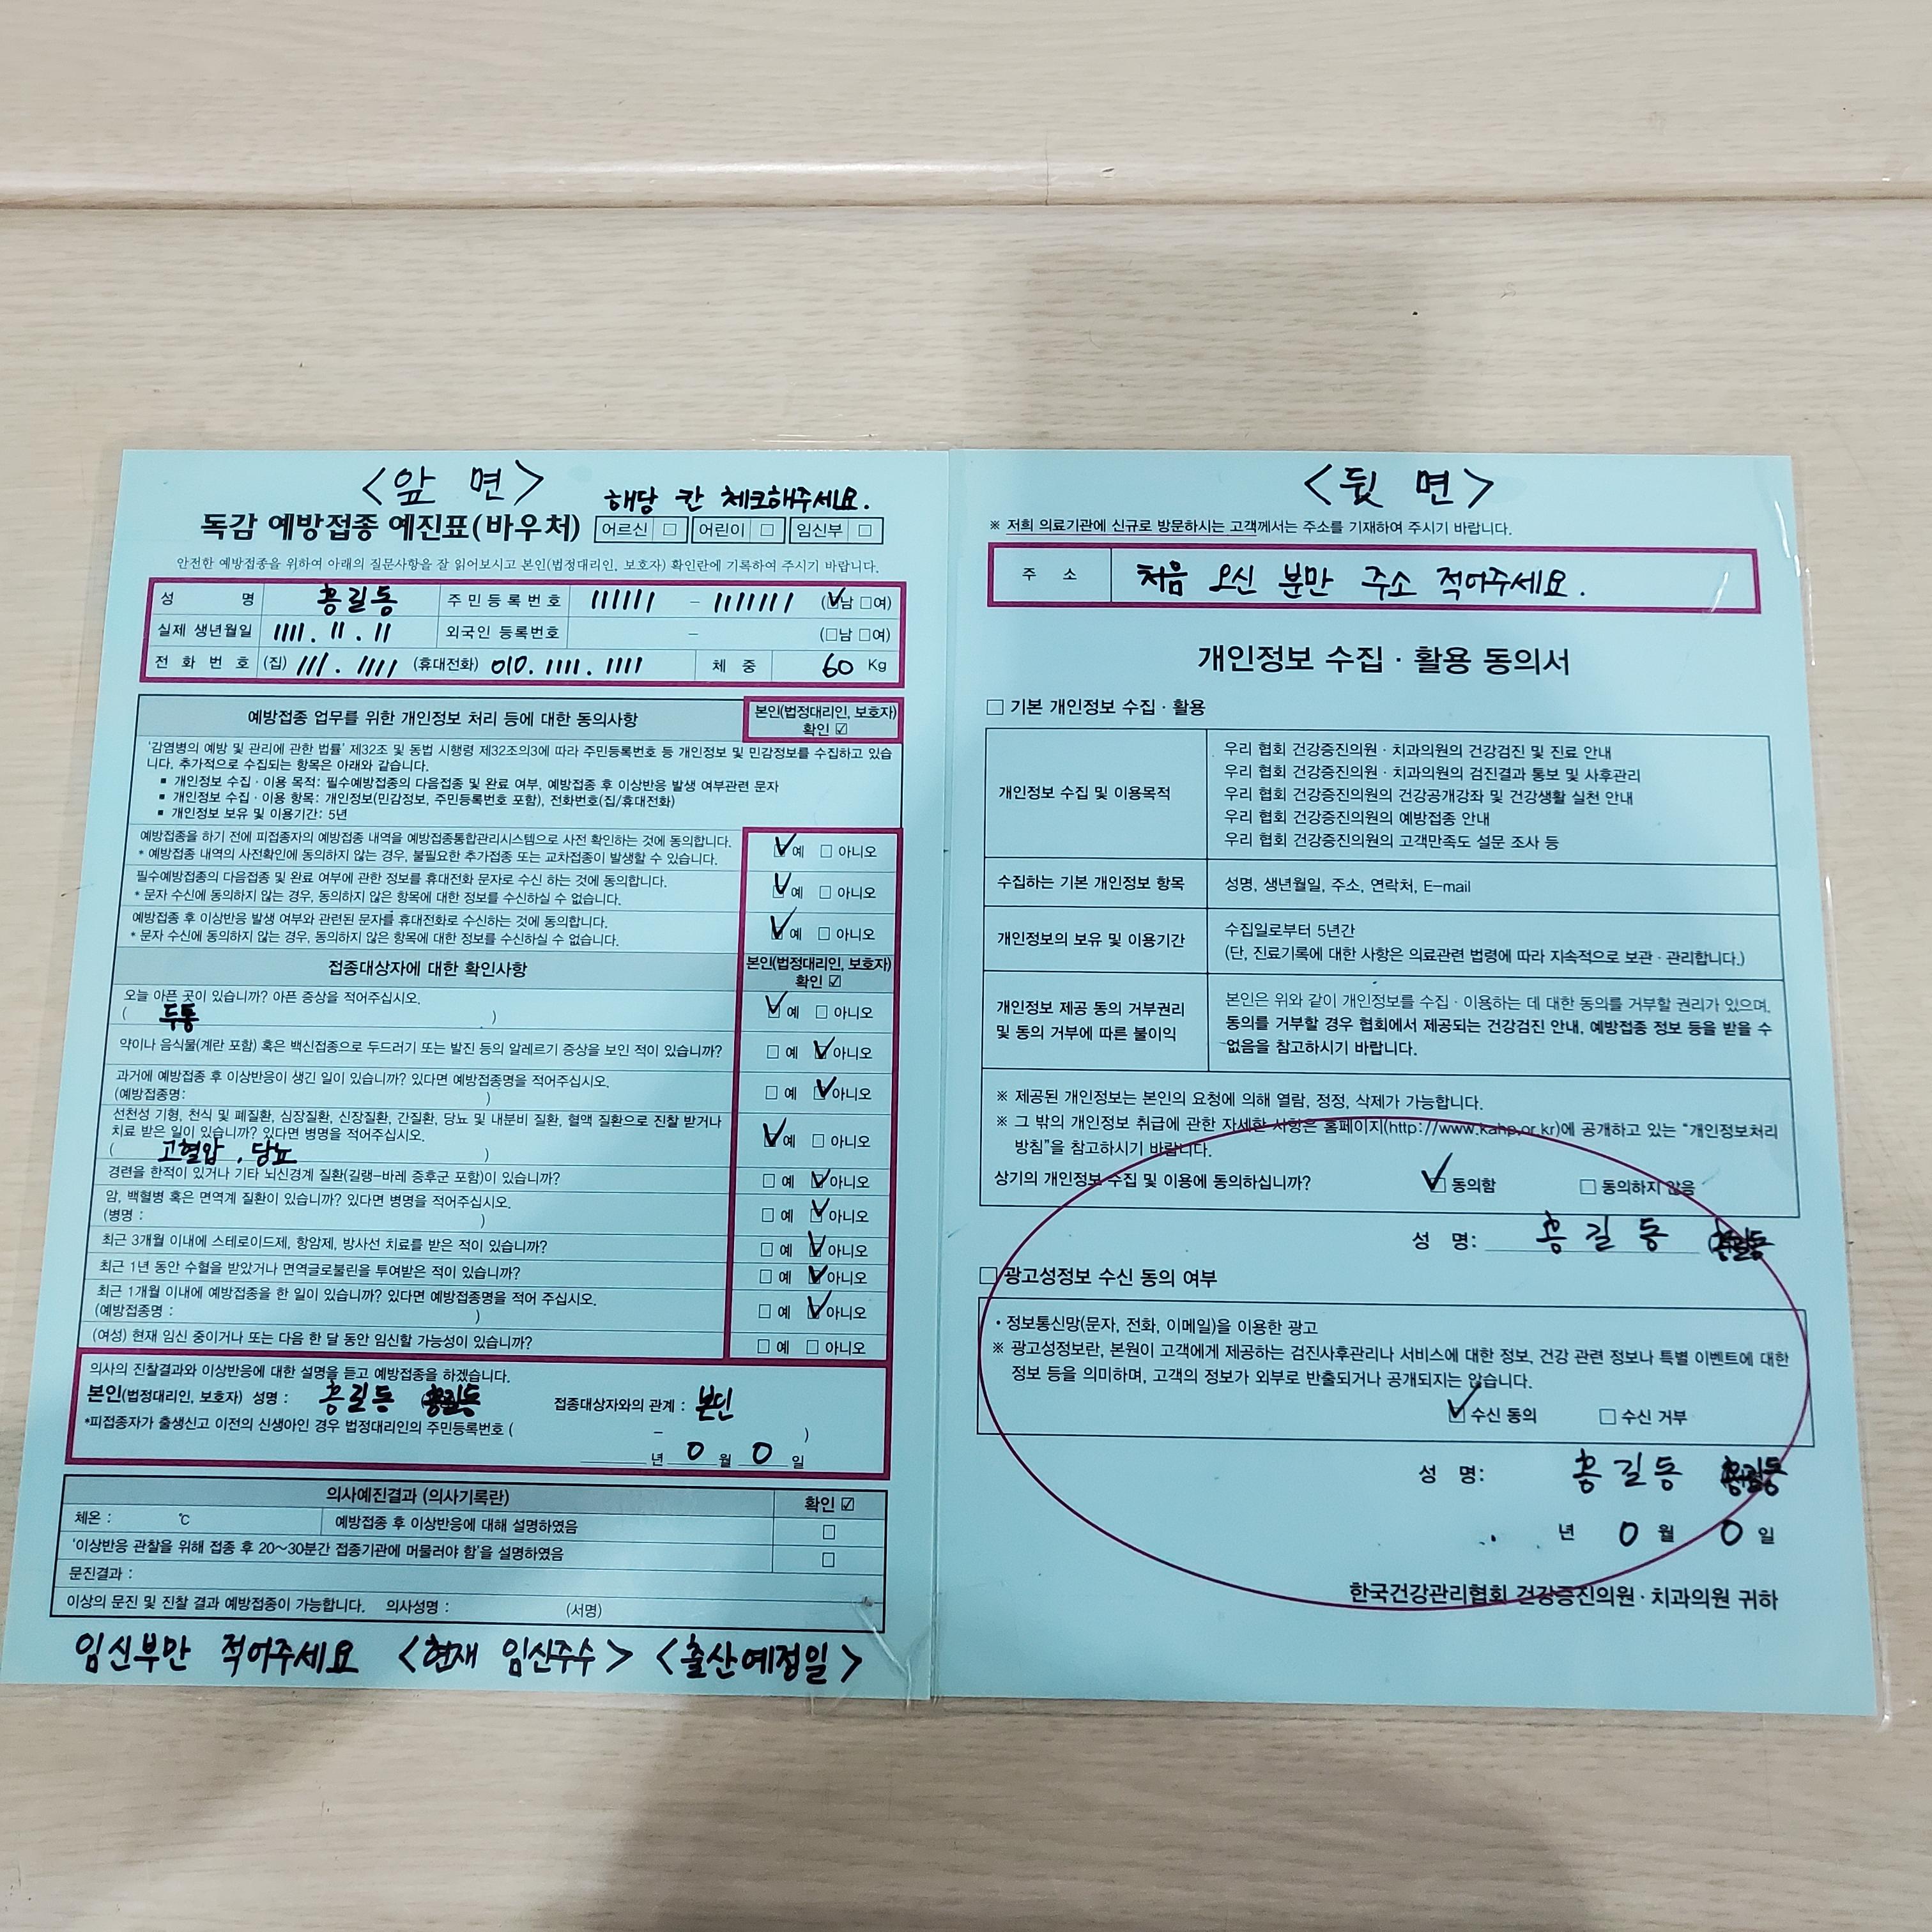 <앞 면>
해당 칸 체크해주세요.
독감 예방접종 예진표(바우처) 어르신 □ 어린이 □ 임신부 □
안전한 예방접종을 위하여 아래의 질문사항을 잘 읽어보시고 본인(법정대리인, 보호자) 확인란에 기록하여 주시기 바랍니다.
성 명 홍길동 주민등록번호 111111 - 1111111 (☑남 □여)
실제 생년월일 1111. 11. 11 외국인 등록번호 - (□남 □여)
전 화 번 호 (집) 111. 1111 (휴대전화) 010. 1111. 1111 체 중 60 Kg
예방접종 업무를 위한 개인정보 처리 등에 대한 동의사항 본인(법정대리인, 보호자)
확인 ☑
'감염병의 예방 및 관리에 관한 법률' 제32조 및 동법 시행령 제32조의3에 따라 주민등록번호 등 개인정보 및 민감정보를 수집하고 있습
니다. 추가적으로 수집되는 항목은 아래와 같습니다.
▪ 개인정보 수집 · 이용 목적: 필수예방접종의 다음접종 및 완료 여부, 예방접종 후 이상반응 발생 여부관련 문자
▪ 개인정보 수집 · 이용 항목: 개인정보(민감정보, 주민등록번호 포함), 전화번호(집/휴대전화)
▪ 개인정보 보유 및 이용기간: 5년
예방접종을 하기 전에 피접종자의 예방접종 내역을 예방접종통합관리시스템으로 사전 확인하는 것에 동의합니다.
☑ 예 □ 아니오
* 예방접종 내역의 사전확인에 동의하지 않는 경우, 불필요한 추가접종 또는 교차접종이 발생할 수 있습니다.
필수예방접종의 다음접종 및 완료 여부에 관한 정보를 휴대전화 문자로 수신 하는 것에 동의합니다.
☑ 예 □ 아니오
* 문자 수신에 동의하지 않는 경우, 동의하지 않은 항목에 대한 정보를 수신하실 수 없습니다.
예방접종 후 이상반응 발생 여부와 관련된 문자를 휴대전화로 수신하는 것에 동의합니다.
☑ 예 □ 아니오
* 문자 수신에 동의하지 않는 경우, 동의하지 않은 항목에 대한 정보를 수신하실 수 없습니다.
접종대상자에 대한 확인사항 본인(법정대리인, 보호자)
확인 ☑
오늘 아픈 곳이 있습니까? 아픈 증상을 적어주십시오.
( 두통 ) ☑ 예 □ 아니오
약이나 음식물(계란 포함) 혹은 백신접종으로 두드러기 또는 발진 등의 알레르기 증상을 보인 적이 있습니까? □ 예 ☑ 아니오
과거에 예방접종 후 이상반응이 생긴 일이 있습니까? 있다면 예방접종명을 적어주십시오.
(예방접종명: ) □ 예 ☑ 아니오
선천성 기형, 천식 및 폐질환, 심장질환, 신장질환, 간질환, 당뇨 및 내분비 질환, 혈액 질환으로 진찰 받거나
치료 받은 일이 있습니까? 있다면 병명을 적어주십시오. ☑ 예 □ 아니오
( 고혈압, 당뇨 )
경련을 한적이 있거나 기타 뇌신경계 질환(길랭-바레 증후군 포함)이 있습니까? □ 예 ☑ 아니오
암, 백혈병 혹은 면역계 질환이 있습니까? 있다면 병명을 적어주십시오.
(병명 : ) □ 예 ☑ 아니오
최근 3개월 이내에 스테로이드제, 항암제, 방사선 치료를 받은 적이 있습니까? □ 예 ☑ 아니오
최근 1년 동안 수혈을 받았거나 면역글로불린을 투여받은 적이 있습니까? □ 예 ☑ 아니오
최근 1개월 이내에 예방접종을 한 일이 있습니까? 있다면 예방접종명을 적어 주십시오.
(예방접종명 : ) □ 예 ☑ 아니오
(여성) 현재 임신 중이거나 또는 다음 한 달 동안 임신할 가능성이 있습니까? □ 예 □ 아니오
의사의 진찰결과와 이상반응에 대한 설명을 듣고 예방접종을 하겠습니다.
본인(법정대리인, 보호자) 성명 : 홍길동 홍길동 접종대상자와의 관계 : 본인
*피접종자가 출생신고 이전의 신생아인 경우 법정대리인의 주민등록번호 ( - )
년 0 월 0 일
의사예진결과 (의사기록란) 확인 ☑
체온 : ℃ 예방접종 후 이상반응에 대해 설명하였음 □
'이상반응 관찰을 위해 접종 후 20~30분간 접종기관에 머물러야 함'을 설명하였음 □
문진결과 :
이상의 문진 및 진찰 결과 예방접종이 가능합니다. 의사성명 : (서명)
임신부만 적어주세요 <현재 임신주수> <출산예정일>
<뒷 면>
※ 저희 의료기관에 신규로 방문하시는 고객께서는 주소를 기재하여 주시기 바랍니다.
주 소 처음 오신 분만 주소 적어주세요.
개인정보 수집 · 활용 동의서
□ 기본 개인정보 수집 · 활용
개인정보 수집 및 이용목적
우리 협회 건강증진의원 · 치과의원의 건강검진 및 진료 안내
우리 협회 건강증진의원 · 치과의원의 검진결과 통보 및 사후관리
우리 협회 건강증진의원의 건강공개강좌 및 건강생활 실천 안내
우리 협회 건강증진의원의 예방접종 안내
우리 협회 건강증진의원의 고객만족도 설문 조사 등
수집하는 기본 개인정보 항목 성명, 생년월일, 주소, 연락처, E-mail
개인정보의 보유 및 이용기간
수집일로부터 5년간
(단, 진료기록에 대한 사항은 의료관련 법령에 따라 지속적으로 보관 · 관리합니다.)
개인정보 제공 동의 거부권리
및 동의 거부에 따른 불이익
본인은 위와 같이 개인정보를 수집 · 이용하는 데 대한 동의를 거부할 권리가 있으며,
동의를 거부할 경우 협회에서 제공되는 건강검진 안내, 예방접종 정보 등을 받을 수
없음을 참고하시기 바랍니다.
※ 제공된 개인정보는 본인의 요청에 의해 열람, 정정, 삭제가 가능합니다.
※ 그 밖의 개인정보 취급에 관한 자세한 사항은 홈페이지(http://www.kahp.or.kr)에 공개하고 있는 "개인정보처리
방침"을 참고하시기 바랍니다.
상기의 개인정보 수집 및 이용에 동의하십니까? ☑ 동의함 □ 동의하지 않음
성 명: 홍길동 홍길동
□ 광고성정보 수신 동의 여부
· 정보통신망(문자, 전화, 이메일)을 이용한 광고
※ 광고성정보란, 본원이 고객에게 제공하는 검진사후관리나 서비스에 대한 정보, 건강 관련 정보나 특별 이벤트에 대한
정보 등을 의미하며, 고객의 정보가 외부로 반출되거나 공개되지는 않습니다.
☑ 수신 동의 □ 수신 거부
성 명: 홍길동 홍길동
년 0 월 0 일
한국건강관리협회 건강증진의원 · 치과의원 귀하